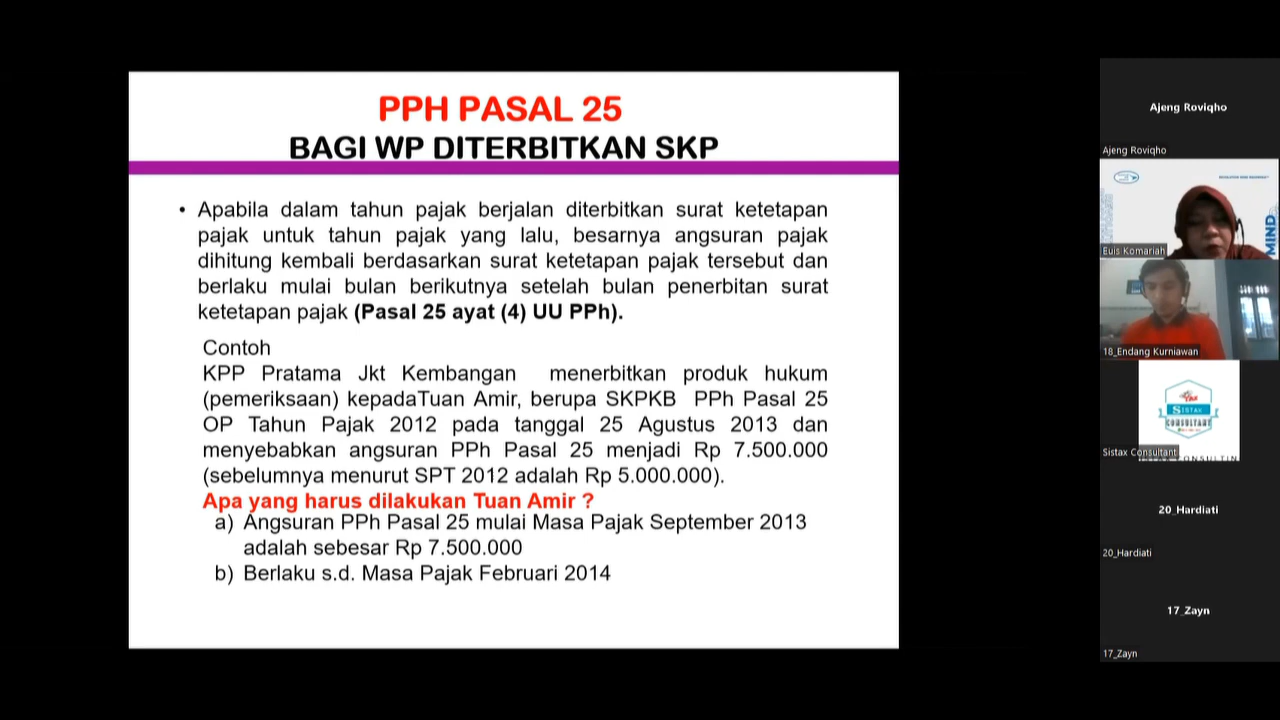 PPH PASAL 25
BAGI WP DITERBITKAN SKP
• Apabila dalam tahun pajak berjalan diterbitkan surat ketetapan
pajak untuk tahun pajak yang lalu, besarnya angsuran pajak
dihitung kembali berdasarkan surat ketetapan pajak tersebut dan
berlaku mulai bulan berikutnya setelah bulan penerbitan surat
ketetapan pajak (Pasal 25 ayat (4) UU PPh).
Contoh
KPP Pratama Jkt Kembangan menerbitkan produk hukum
(pemeriksaan) kepadaTuan Amir, berupa SKPKB PPh Pasal 25
OP Tahun Pajak 2012 pada tanggal 25 Agustus 2013 dan
menyebabkan angsuran PPh Pasal 25 menjadi Rp 7.500.000
(sebelumnya menurut SPT 2012 adalah Rp 5.000.000).
Apa yang harus dilakukan Tuan Amir ?
a) Angsuran PPh Pasal 25 mulai Masa Pajak September 2013
adalah sebesar Rp 7.500.000
b) Berlaku s.d. Masa Pajak Februari 2014
Ajeng Roviqho
Ajeng Roviqho
MIND
Euis Komariah
18_Endang Kurniawan
TAX
SISTAX
CONSULTANT
Sistax Consultant
20_Hardiati
20_Hardiati
17_Zayn
17_Zayn